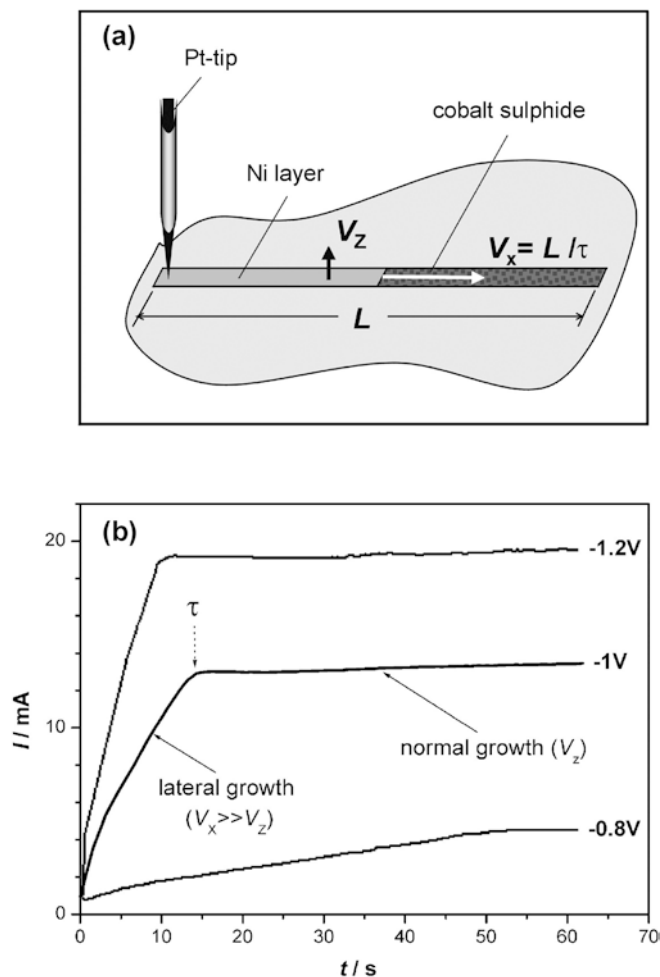 (a)
Pt-tip
cobalt sulphide
Ni layer
V_z
V_x = L /τ
L
(b)
20
-1.2V
τ
-1V
I / mA
10
normal growth (V_z)
lateral growth
(V_x>>V_z)
-0.8V
0
0 10 20 30 40 50 60 70
t / s